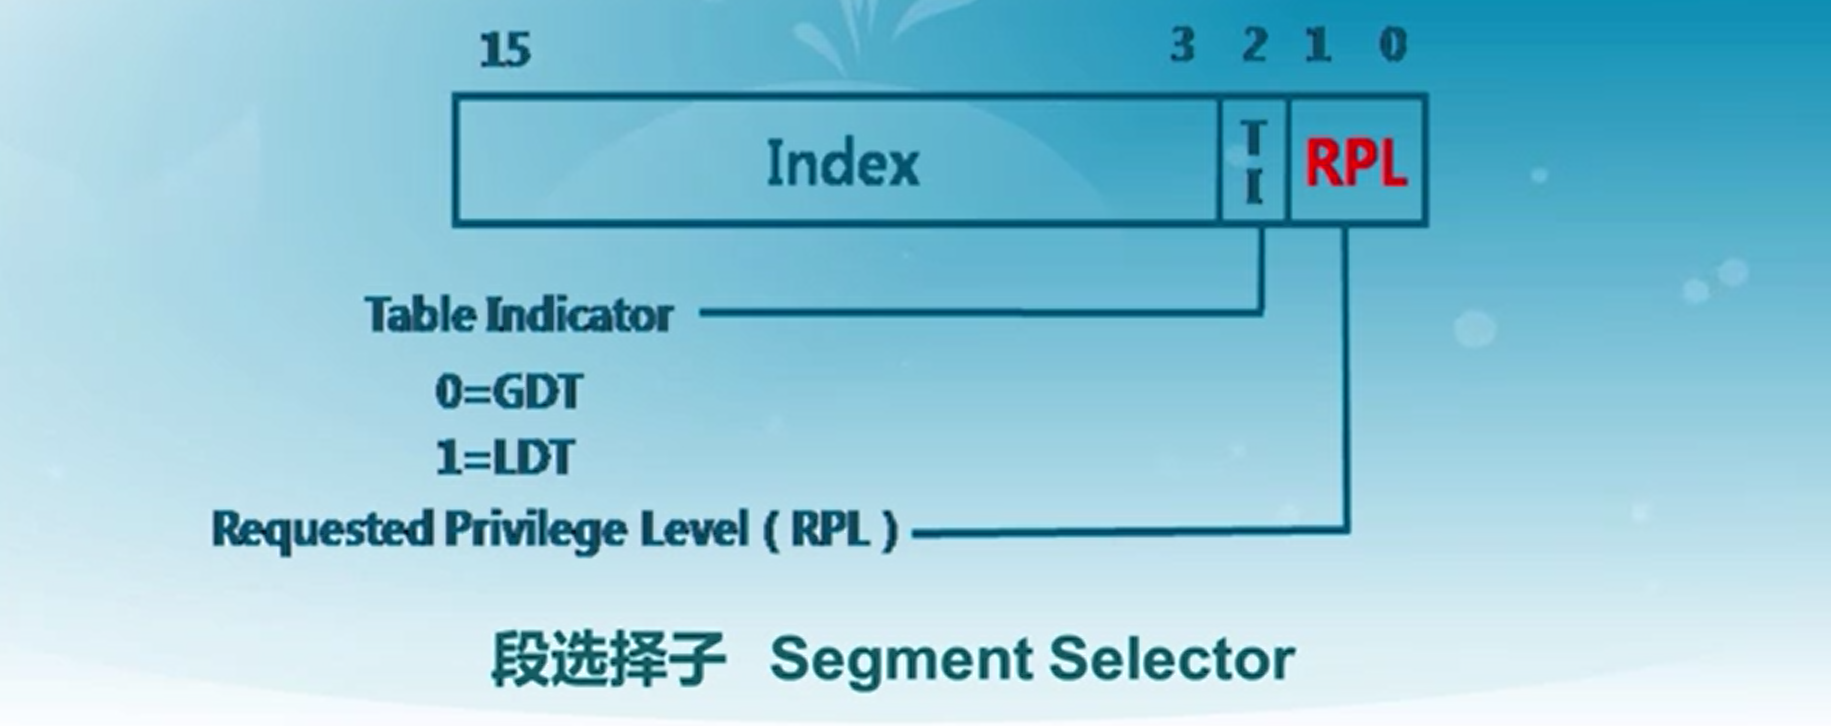 15 3 2 1 0
Index TI RPL
Table Indicator
0=GDT
1=LDT
Requested Privilege Level ( RPL )
段选择子 Segment Selector